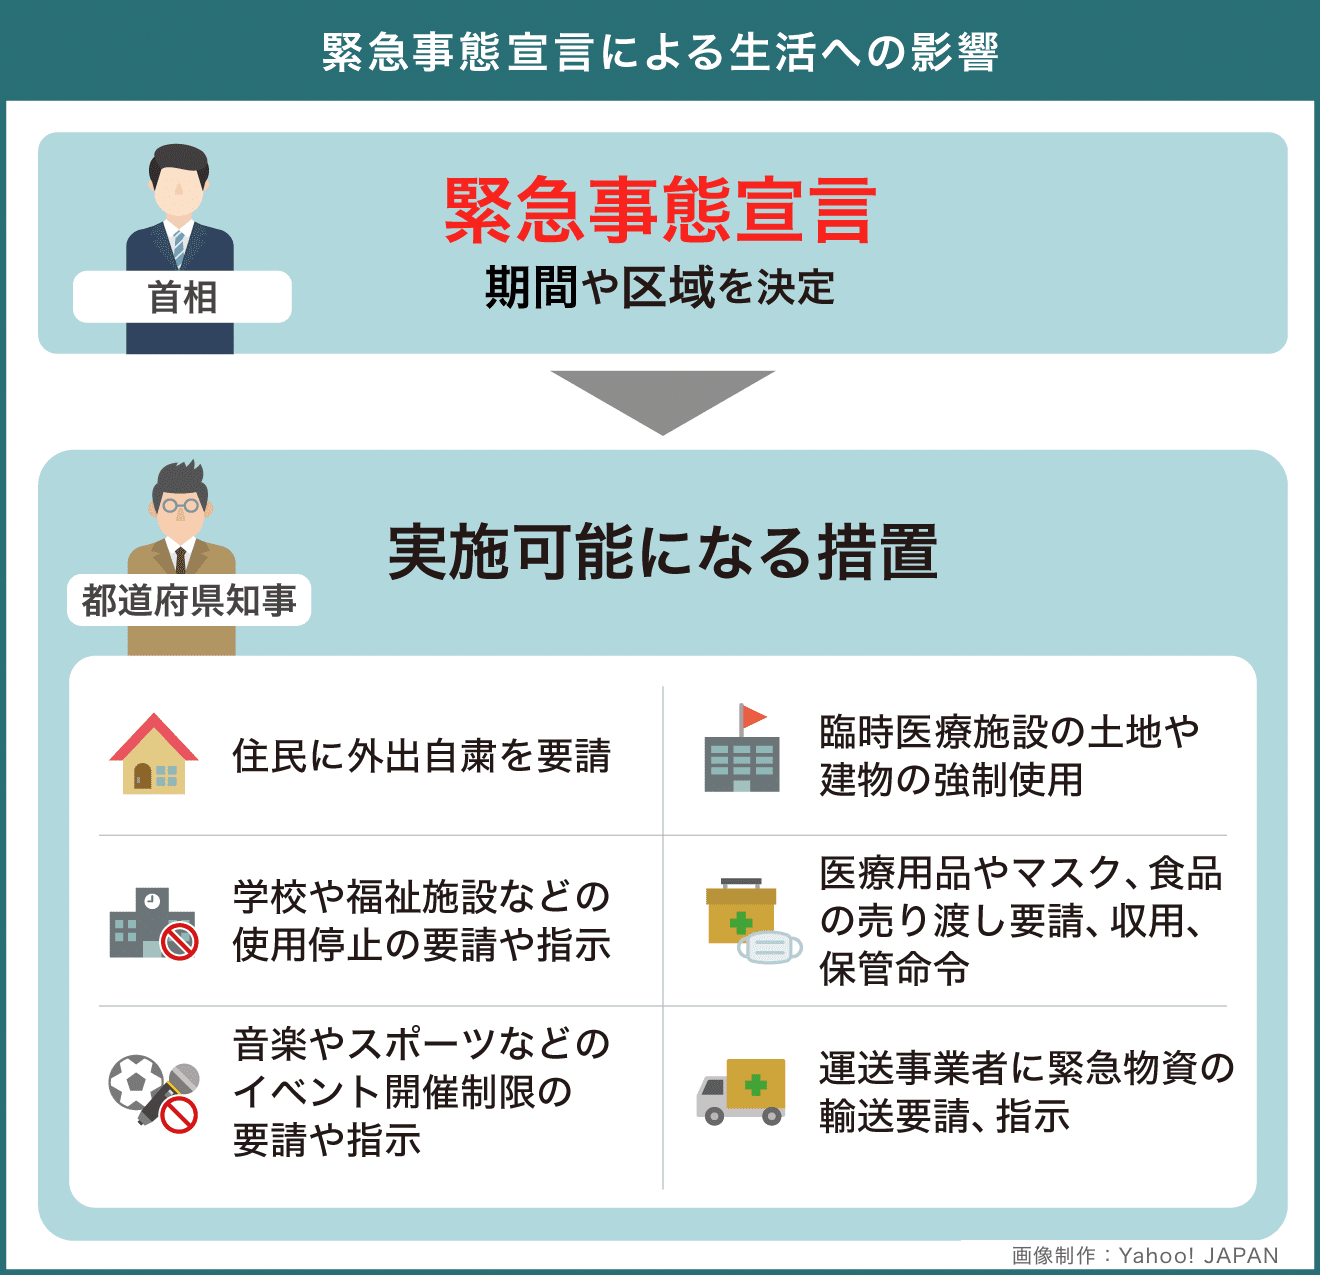 緊急事態宣言による生活への影響
緊急事態宣言
期間や区域を決定
首相
実施可能になる措置
都道府県知事
住民に外出自粛を要請
臨時医療施設の土地や
建物の強制使用
学校や福祉施設などの
使用停止の要請や指示
医療用品やマスク、食品
の売り渡し要請、収用、
保管命令
音楽やスポーツなどの
イベント開催制限の
要請や指示
運送事業者に緊急物資の
輸送要請、指示
画像制作：Yahoo! JAPAN